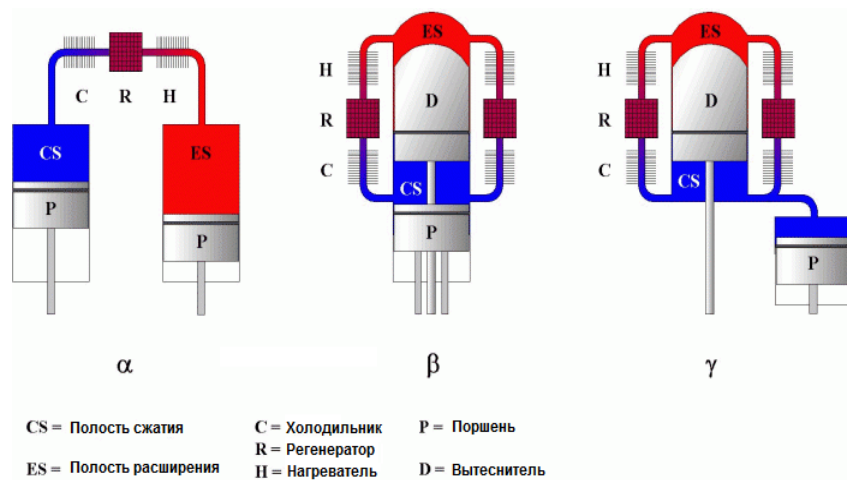 ES ES
H H
C R H D D
R R
CS ES
C CS C CS
P P P P
α β γ
CS = Полость сжатия C = Холодильник P = Поршень
R = Регенератор
ES = Полость расширения H = Нагреватель D = Вытеснитель